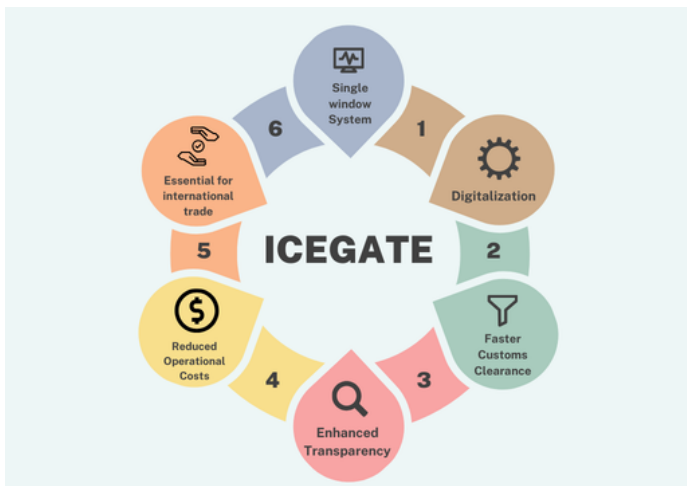 Single
window
System
1
Digitalization
2
Faster
Customs
Clearance
3
Enhanced
Transparency
4
Reduced
Operational
Costs
5
Essential for
international
trade
6
ICEGATE
$